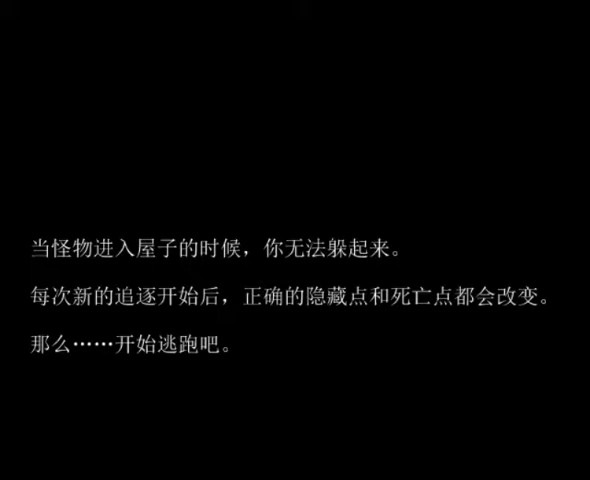 当怪物进入屋子的时候，你无法躲起来。
每次新的追逐开始后，正确的隐藏点和死亡点都会改变。
那么……开始逃跑吧。